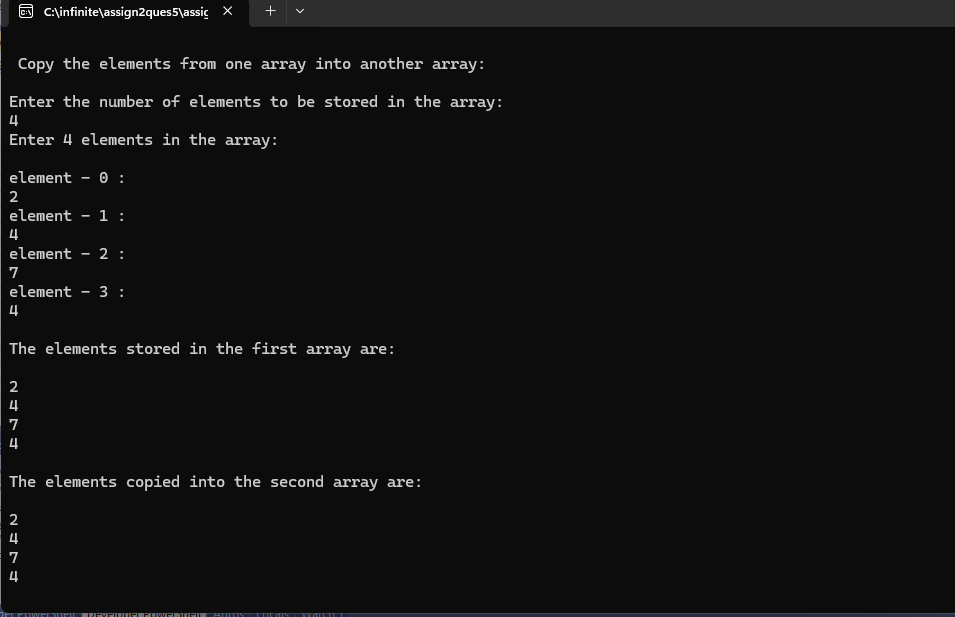 C:\infinite\assign2ques5\assig
Copy the elements from one array into another array:
Enter the number of elements to be stored in the array:
4
Enter 4 elements in the array:
element - 0 :
2
element - 1 :
4
element - 2 :
7
element - 3 :
4
The elements stored in the first array are:
2
4
7
4
The elements copied into the second array are:
2
4
7
4